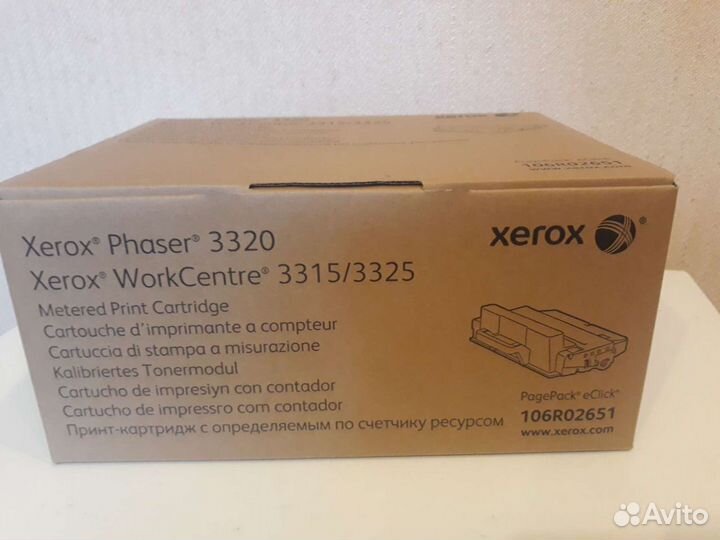 3315/3325
106R02651
www.xerox.com
Xerox® Phaser® 3320
Xerox® WorkCentre® 3315/3325
Metered Print Cartridge
Cartouche d'imprimante a compteur
Cartuccia di stampa a misurazione
Kalibriertes Tonermodul
Cartucho de impresiyn con contador
Cartucho de impressro com contador
Принт-картридж с определяемым по счетчику ресурсом
xerox®
PagePack® eClick®
106R02651
www.xerox.com
Avito